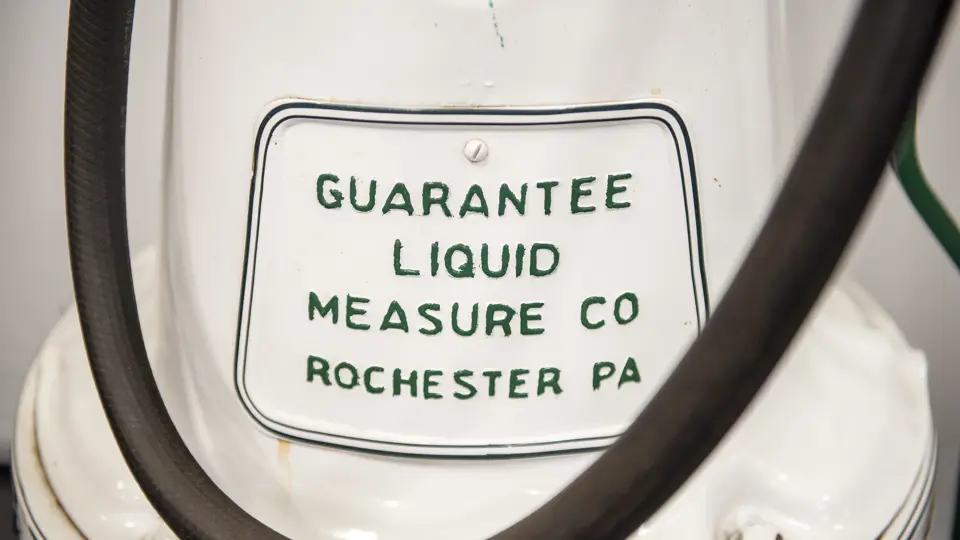 GUARANTEE
LIQUID
MEASURE CO
ROCHESTER PA